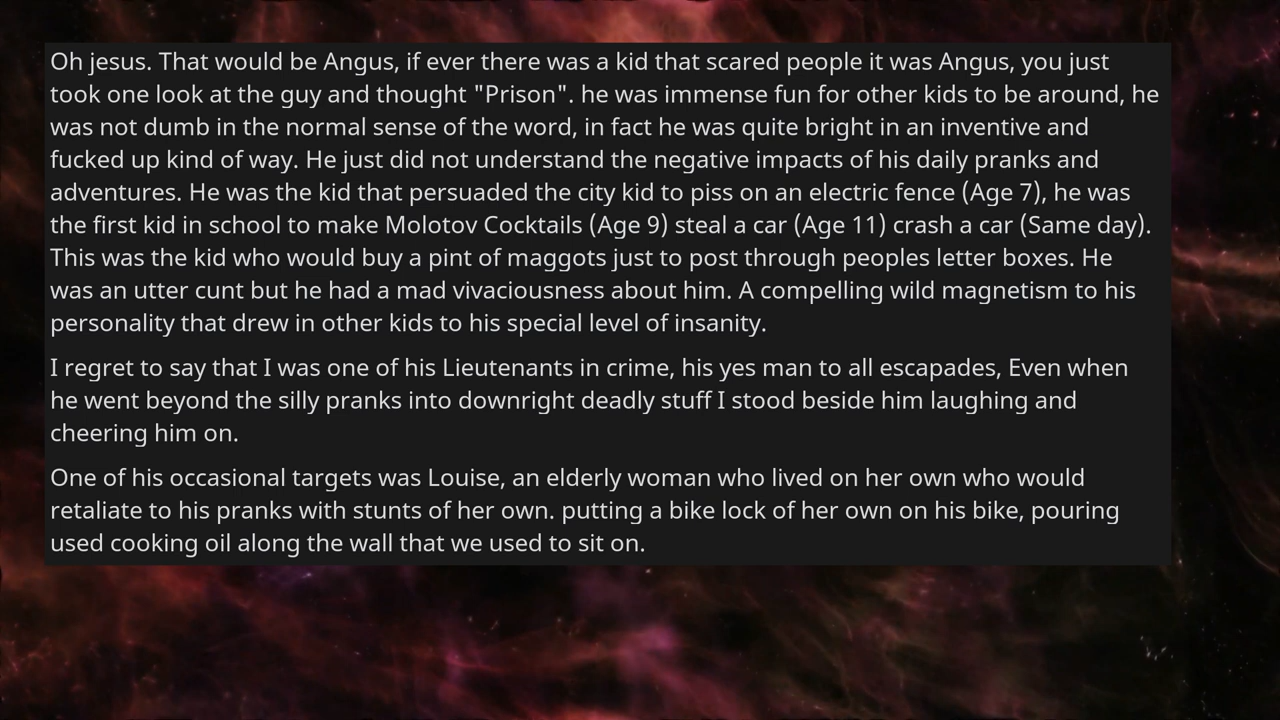 Oh jesus. That would be Angus, if ever there was a kid that scared people it was Angus, you just
took one look at the guy and thought "Prison". he was immense fun for other kids to be around, he
was not dumb in the normal sense of the word, in fact he was quite bright in an inventive and
fucked up kind of way. He just did not understand the negative impacts of his daily pranks and
adventures. He was the kid that persuaded the city kid to piss on an electric fence (Age 7), he was
the first kid in school to make Molotov Cocktails (Age 9) steal a car (Age 11) crash a car (Same day).
This was the kid who would buy a pint of maggots just to post through peoples letter boxes. He
was an utter cunt but he had a mad vivaciousness about him. A compelling wild magnetism to his
personality that drew in other kids to his special level of insanity.
I regret to say that I was one of his Lieutenants in crime, his yes man to all escapades, Even when
he went beyond the silly pranks into downright deadly stuff I stood beside him laughing and
cheering him on.
One of his occasional targets was Louise, an elderly woman who lived on her own who would
retaliate to his pranks with stunts of her own. putting a bike lock of her own on his bike, pouring
used cooking oil along the wall that we used to sit on.